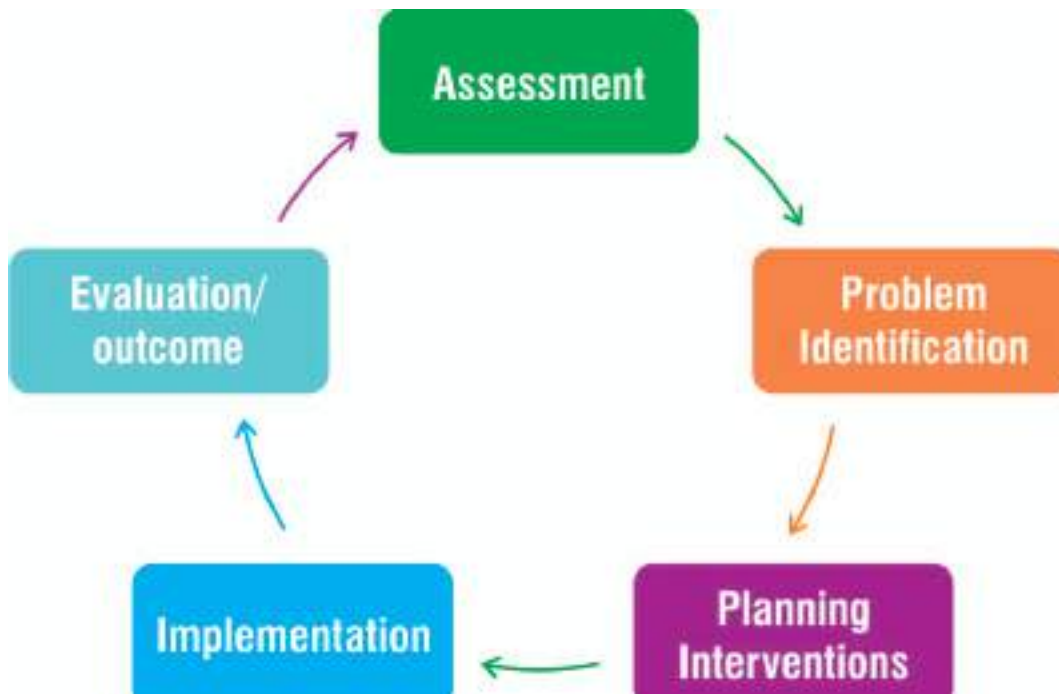 Assessment
Problem
Identification
Planning
Interventions
Implementation
Evaluation/
outcome